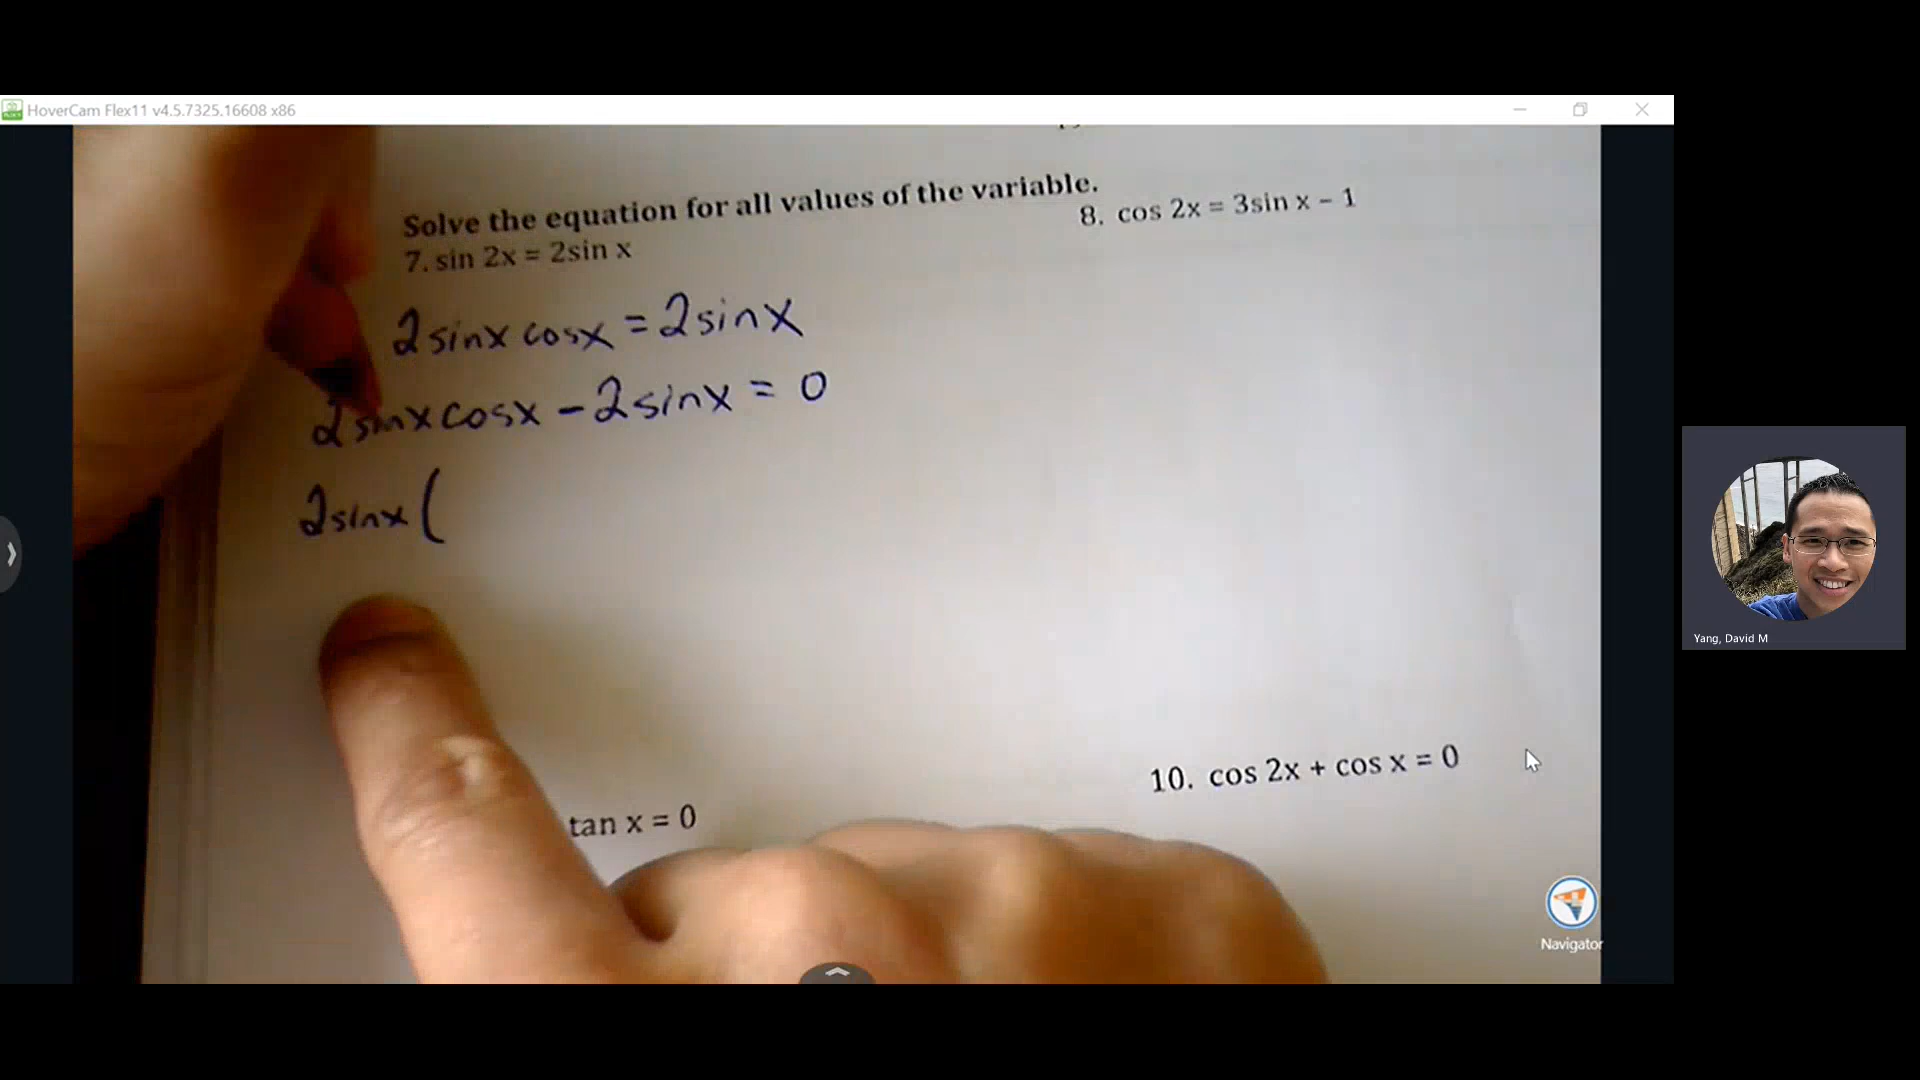 HoverCam Flex11 v4.5.7325.16608 x86
Solve the equation for all values of the variable.
7. sin 2x = 2sin x
8. cos 2x = 3sin x – 1
2sinx cosx = 2sinx
2sinxcosx – 2sinx = 0
2sinx (
tan x = 0
10. cos 2x + cos x = 0
Navigator
Yang, David M